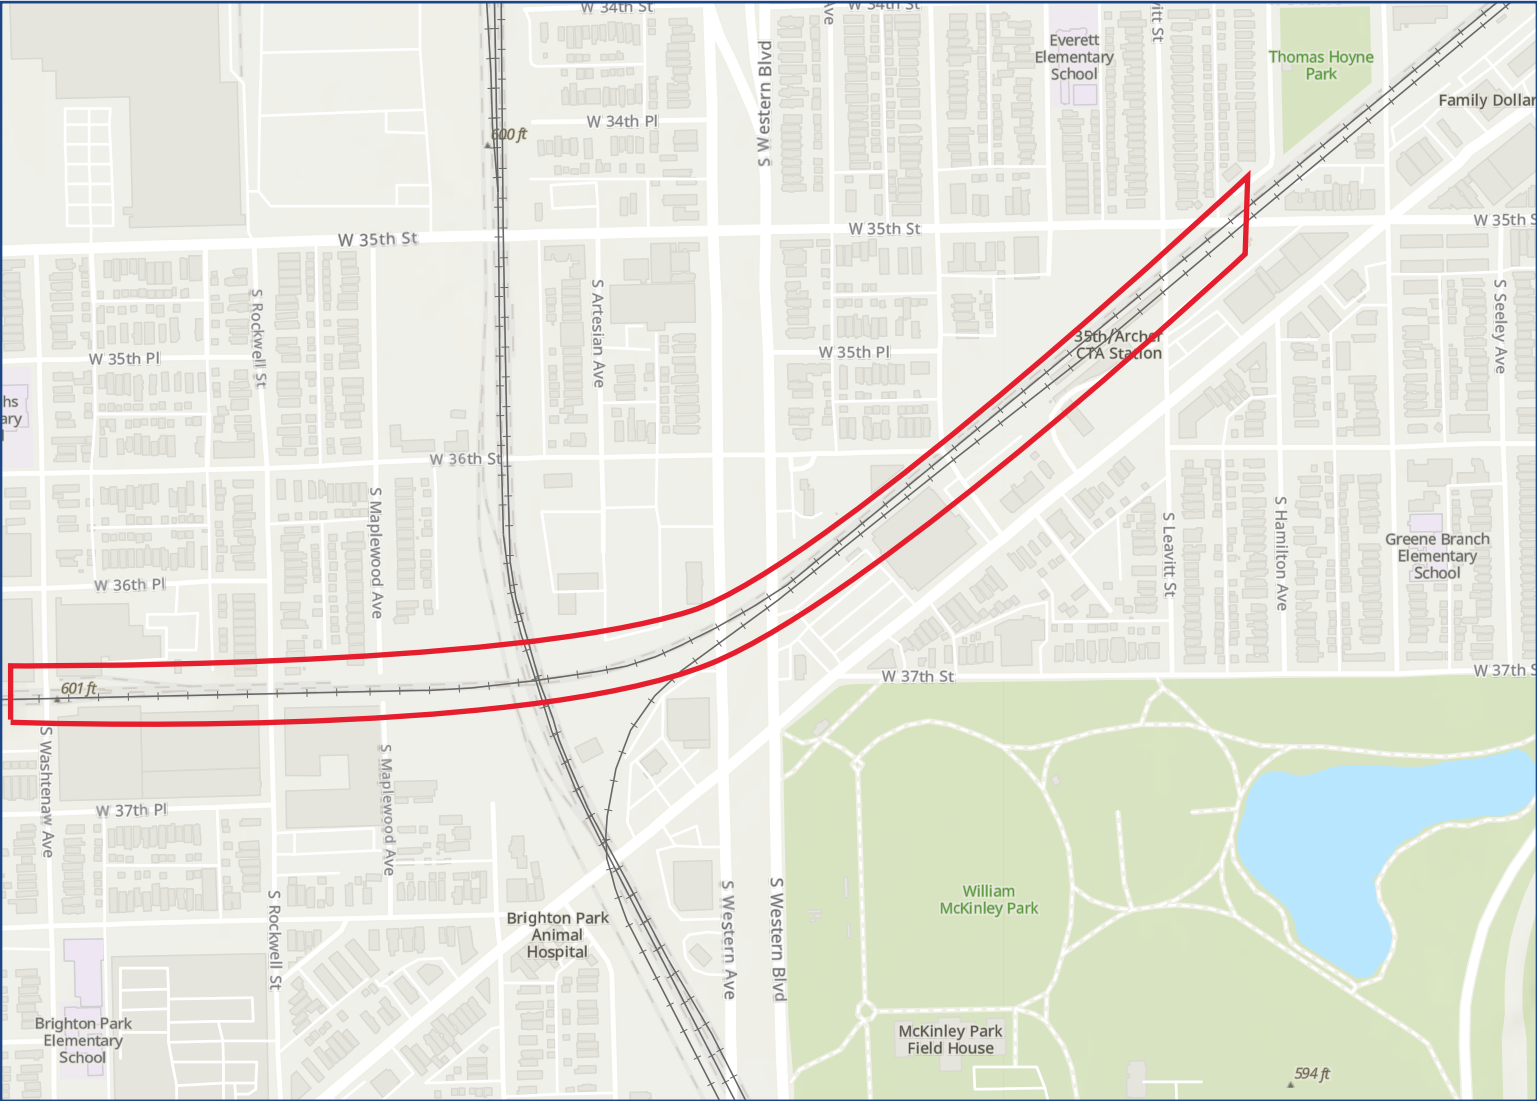 W 34th St
Ave
W 34th St
itt St
Everett
Elementary
School
Thomas Hoyne
Park
S Western Blvd
Family Dollar
W 34th Pl
600 ft
W 35th St
W 35th St
W 35th S
S Rockwell St
S Artesian Ave
S Seeley Ave
W 35th Pl
W 35th Pl
35th/Archer
CTA Station
hs
ary
W 36th St
S Maplewood Ave
S Leavitt St
S Hamilton Ave
Greene Branch
Elementary
School
W 36th Pl
601 ft
W 37th St
W 37th S
S Washtenaw Ave
S Maplewood Ave
W 37th Pl
S Rockwell St
S Western Ave
S Western Blvd
William
McKinley Park
Brighton Park
Animal
Hospital
Brighton Park
Elementary
School
McKinley Park
Field House
594 ft